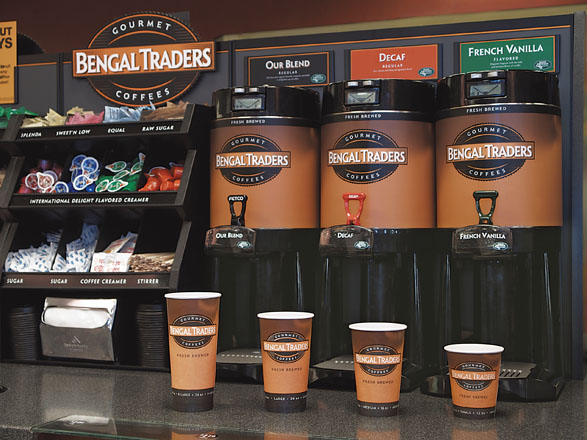 GOURMET
BENGAL TRADERS
COFFEES
OUR BLEND
REGULAR
DECAF
REGULAR
FRENCH VANILLA
FLAVORED
SPLENDA
SWEET'N LOW
EQUAL
RAW SUGAR
INTERNATIONAL DELIGHT FLAVORED CREAMER
SUGAR
SUGAR
COFFEE CREAMER
STIRRER
FRESH BREWED
GOURMET
BENGAL TRADERS
COFFEES
FETCO
OUR BLEND
FRESH BREWED
GOURMET
BENGAL TRADERS
COFFEES
DECAF
FRESH BREWED
GOURMET
BENGAL TRADERS
COFFEES
FRENCH VANILLA
GOURMET
BENGAL TRADERS
COFFEES
FRESH BREWED
GOURMET
BENGAL TRADERS
COFFEES
FRESH BREWED
LARGE
GOURMET
BENGAL TRADERS
COFFEES
FRESH BREWED
MEDIUM
GOURMET
BENGAL TRADERS
COFFEES
FRESH BREWED